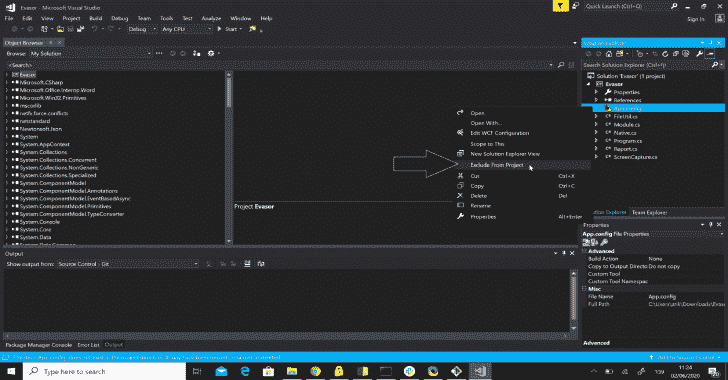 Evaser - Microsoft Visual Studio
Quick Launch (Ctrl+Q)
File Edit View Project Build Debug Team Tools Test Analyze Window Help
Sign in
Debug Any CPU Start
Object Browser
Browse: My Solution
<Search>
Evaser
Microsoft.CSharp
Microsoft.Office.Interop.Word
Microsoft.Win32.Primitives
mscorlib
netfx.force.conflicts
netstandard
Newtonsoft.Json
System
System.AppContext
System.Collections
System.Collections.Concurrent
System.Collections.NonGeneric
System.Collections.Specialized
System.ComponentModel
System.ComponentModel.Annotations
System.ComponentModel.EventBasedAsync
System.ComponentModel.Primitives
System.ComponentModel.TypeConverter
System.Console
System.Core
System.Data
Project Evaser
Open
Open With...
Edit WCF Configuration
Scope to This
New Solution Explorer View
Exclude From Project
Cut Ctrl+X
Copy Ctrl+C
Delete Del
Rename
Properties Alt+Enter
Solution Explorer
Search Solution Explorer (Ctrl+;)
Solution 'Evaser' (1 project)
Evaser
Properties
References
App.config
FileUtil.cs
Module.cs
Native.cs
Program.cs
Report.cs
ScreenCapture.cs
Solution Explorer Team Explorer
Properties
App.config File Properties
Advanced
Build Action None
Copy to Output Directo Do not copy
Custom Tool
Custom Tool Namespac
Misc
File Name App.config
Full Path
Advanced
Output
Show output from: Source Control - Git
Package Manager Console Error List Output
Type here to search
11:24
02/06/2020